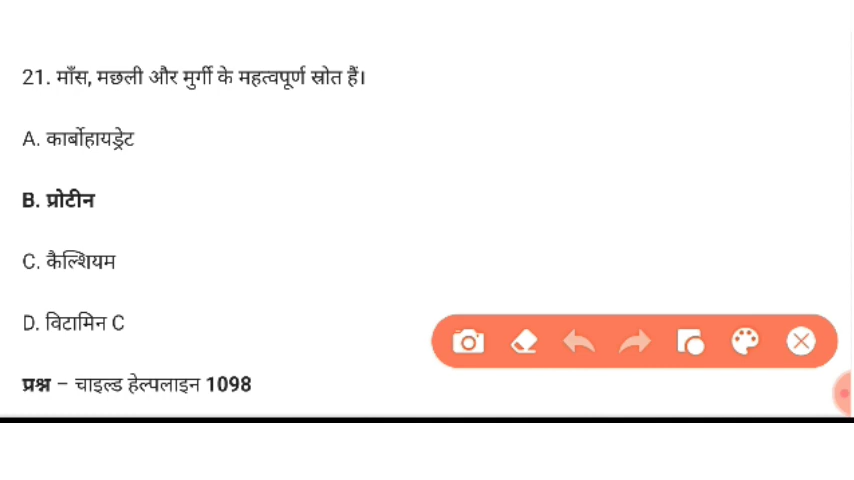 21. माँस, मछली और मुर्गी के महत्वपूर्ण स्रोत हैं।
A. कार्बोहायड्रेट
B. प्रोटीन
C. कैल्शियम
D. विटामिन C
प्रश्न – चाइल्ड हेल्पलाइन 1098